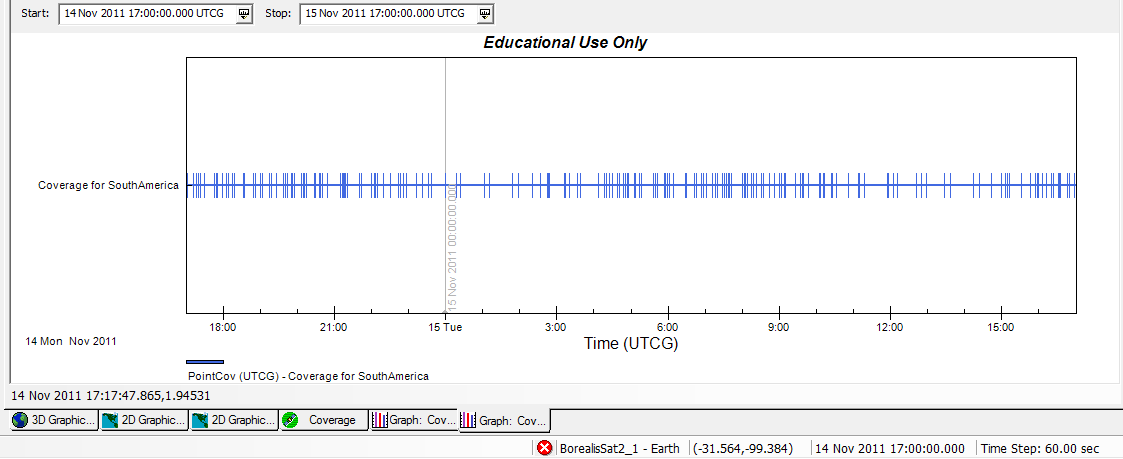 Start: 14 Nov 2011 17:00:00.000 UTCG Stop: 15 Nov 2011 17:00:00.000 UTCG
Educational Use Only
Coverage for SouthAmerica
15 Nov 2011 00:00:00.000
18:00 21:00 15 Tue 3:00 6:00 9:00 12:00 15:00
14 Mon Nov 2011
Time (UTCG)
PointCov (UTCG) - Coverage for SouthAmerica
14 Nov 2011 17:17:47.865,1.94531
3D Graphic... 2D Graphic... 2D Graphic... Coverage Graph: Cov... Graph: Cov...
BorealisSat2_1 - Earth (-31.564,-99.384) 14 Nov 2011 17:00:00.000 Time Step: 60.00 sec